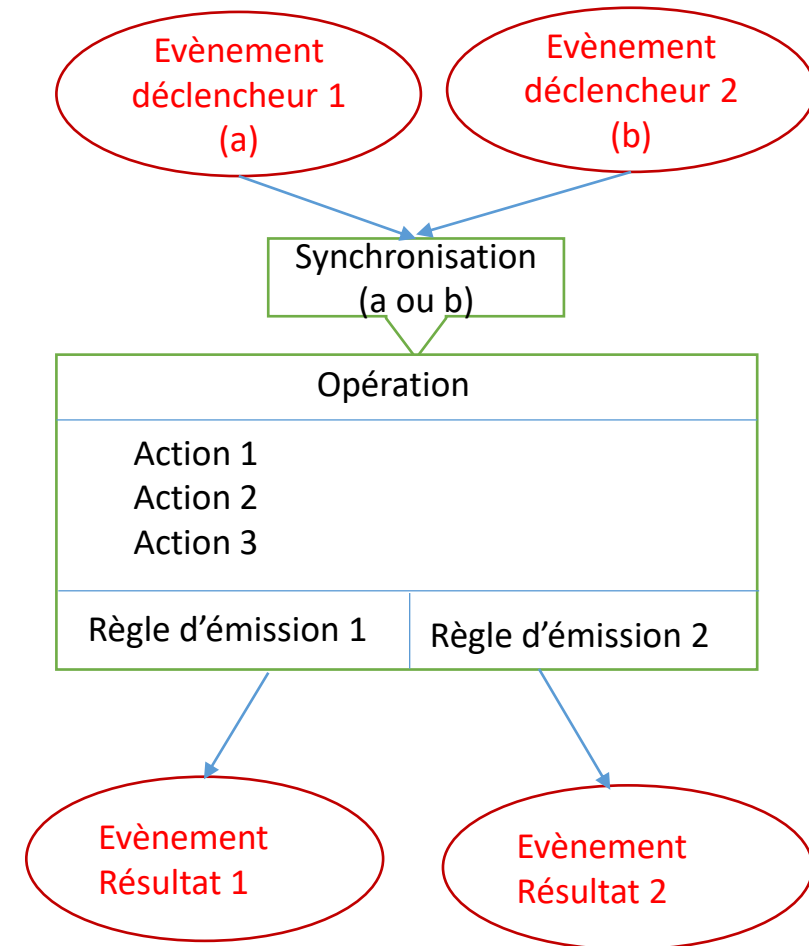 Evènement
déclencheur 1
(a)
Evènement
déclencheur 2
(b)
Synchronisation
(a ou b)
Opération
Action 1
Action 2
Action 3
Règle d’émission 1
Règle d’émission 2
Evènement
Résultat 1
Evènement
Résultat 2